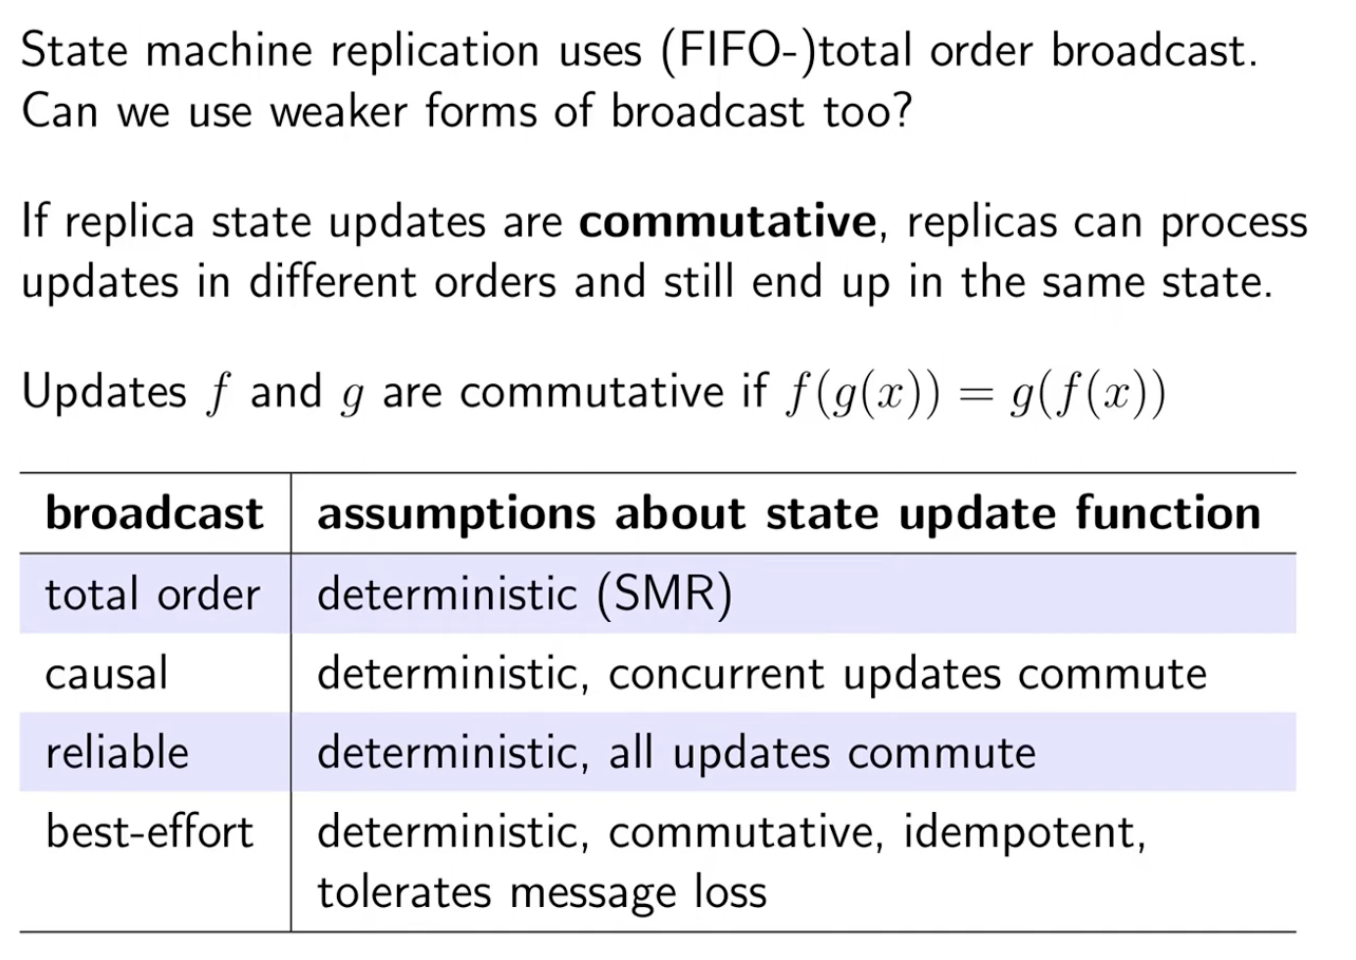 State machine replication uses (FIFO-)total order broadcast.
Can we use weaker forms of broadcast too?
If replica state updates are commutative, replicas can process
updates in different orders and still end up in the same state.
Updates f and g are commutative if f(g(x)) = g(f(x))
broadcast assumptions about state update function
total order deterministic (SMR)
causal deterministic, concurrent updates commute
reliable deterministic, all updates commute
best-effort deterministic, commutative, idempotent,
tolerates message loss